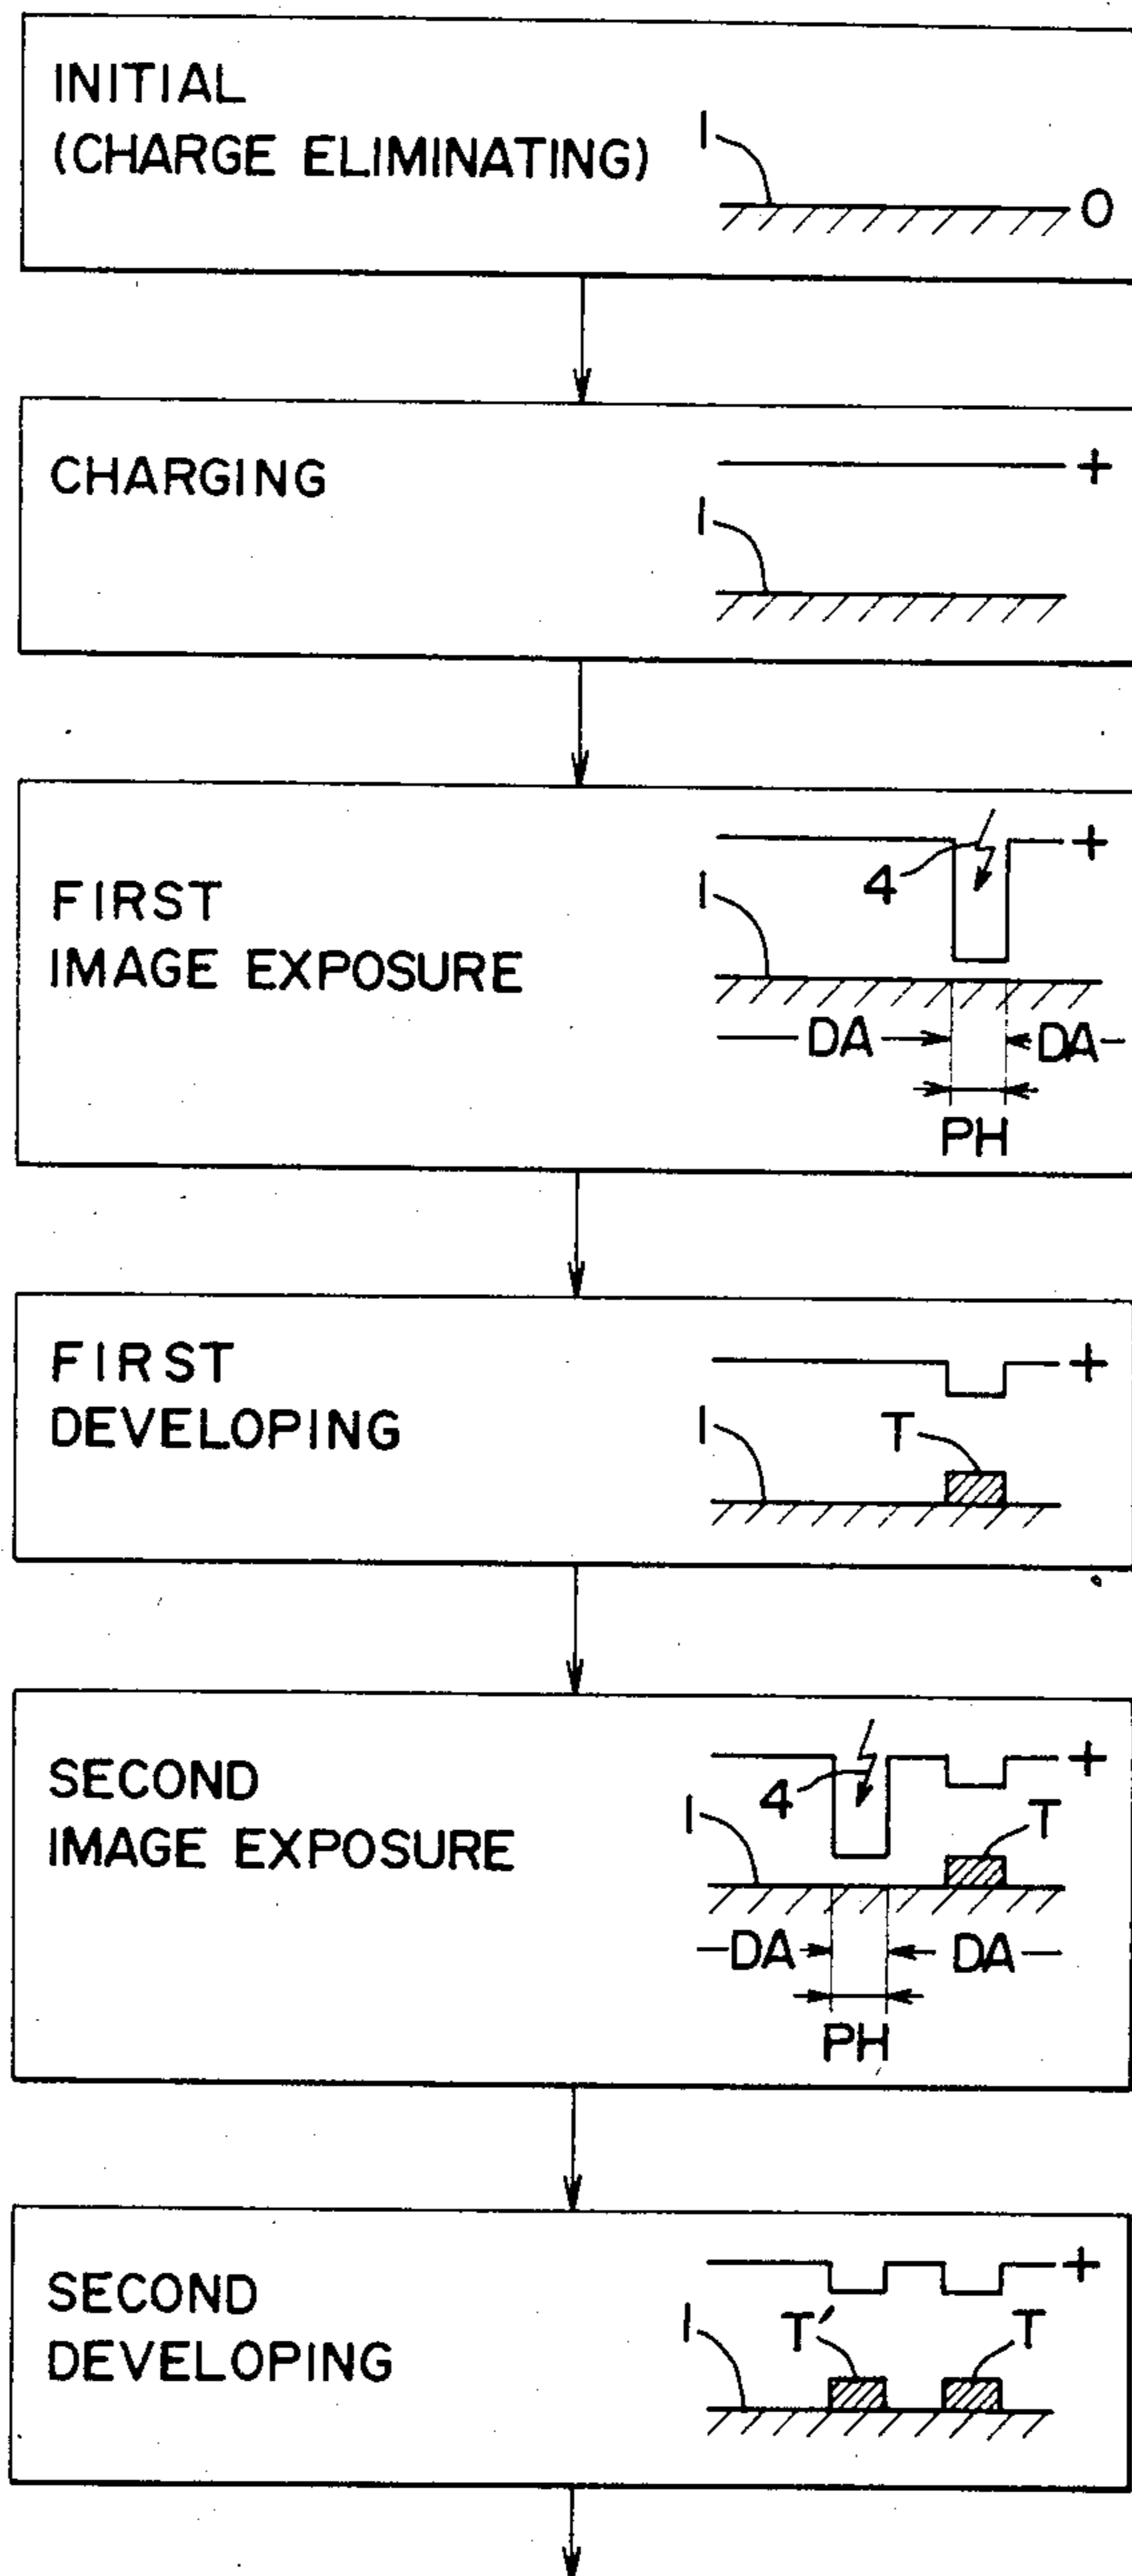 INITIAL
(CHARGE ELIMINATING)
1
0
CHARGING
+
1
FIRST
IMAGE EXPOSURE
+
4
1
DA
DA
PH
FIRST
DEVELOPING
+
1
T
SECOND
IMAGE EXPOSURE
+
4
1
T
DA
DA
PH
SECOND
DEVELOPING
+
1
T'
T